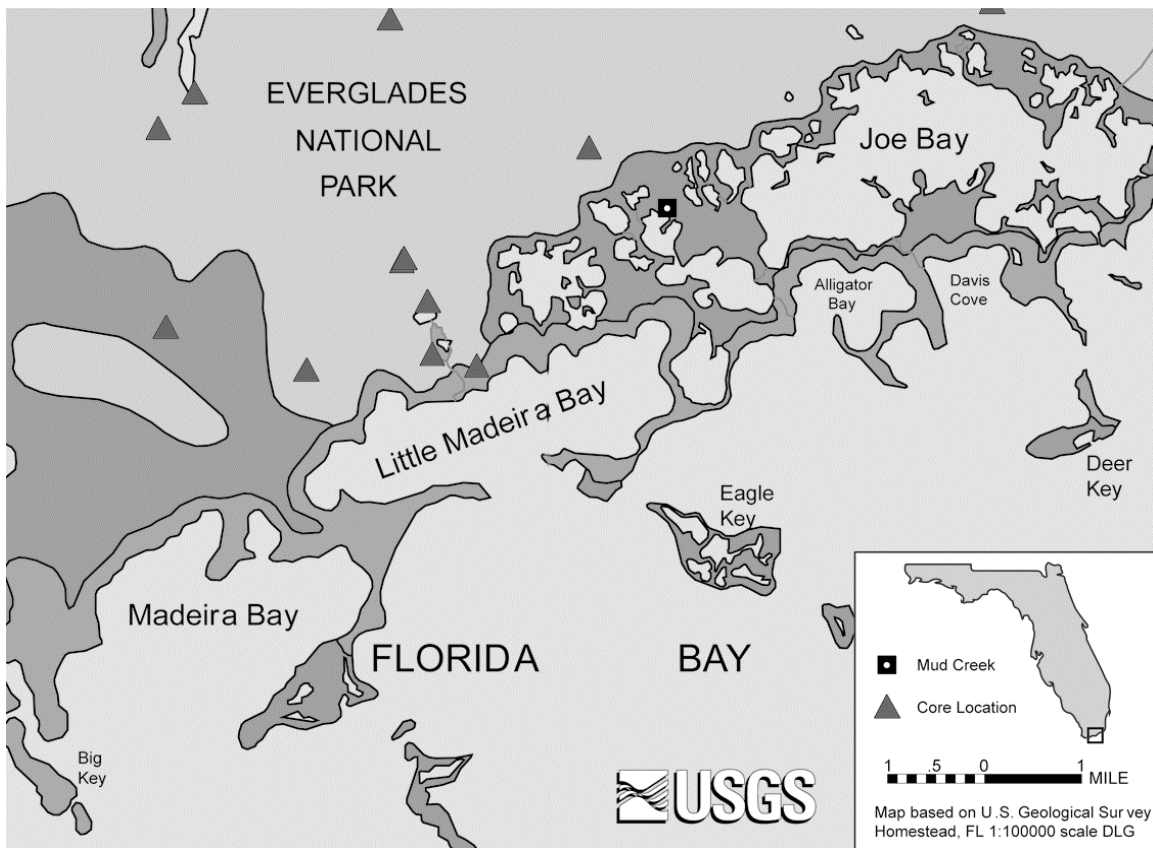 EVERGLADES
NATIONAL
PARK
Joe Bay
Alligator
Bay
Davis
Cove
Little Madeira Bay
Deer
Key
Eagle
Key
Madeira Bay
FLORIDA BAY
Big
Key
USGS
Mud Creek
Core Location
1 .5 0 1 MILE
Map based on U.S. Geological Survey
Homestead, FL 1:100000 scale DLG